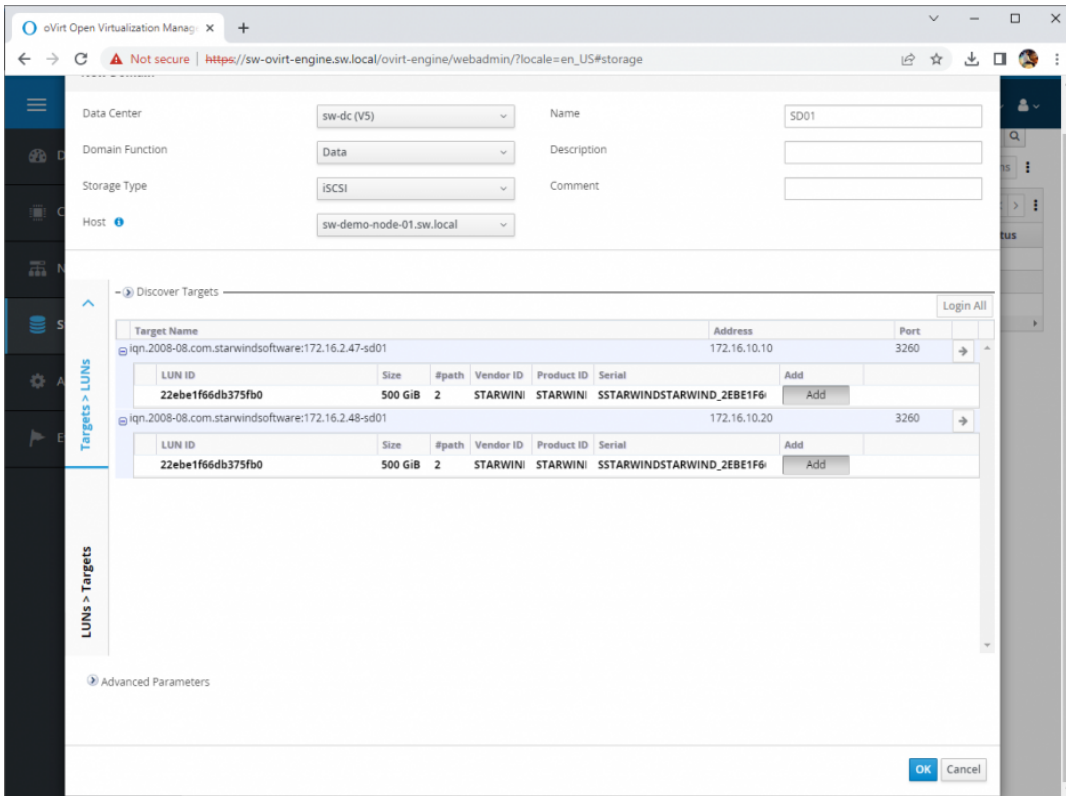 oVirt Open Virtualization Manag
Not secure | https://sw-ovirt-engine.sw.local/ovirt-engine/webadmin/?locale=en_US#storage
Data Center sw-dc (V5) Name SD01
Domain Function Data Description
Storage Type iSCSI Comment
Host sw-demo-node-01.sw.local
tus
Discover Targets
Login All
Target Name Address Port
iqn.2008-08.com.starwindsoftware:172.16.2.47-sd01 172.16.10.10 3260
LUN ID Size #path Vendor ID Product ID Serial Add
22ebe1f66db375fb0 500 GiB 2 STARWINI STARWINI SSTARWINDSTARWIND_2EBE1F6 Add
iqn.2008-08.com.starwindsoftware:172.16.2.48-sd01 172.16.10.20 3260
LUN ID Size #path Vendor ID Product ID Serial Add
22ebe1f66db375fb0 500 GiB 2 STARWINI STARWINI SSTARWINDSTARWIND_2EBE1F6 Add
Targets > LUNs
LUNs > Targets
Advanced Parameters
OK Cancel